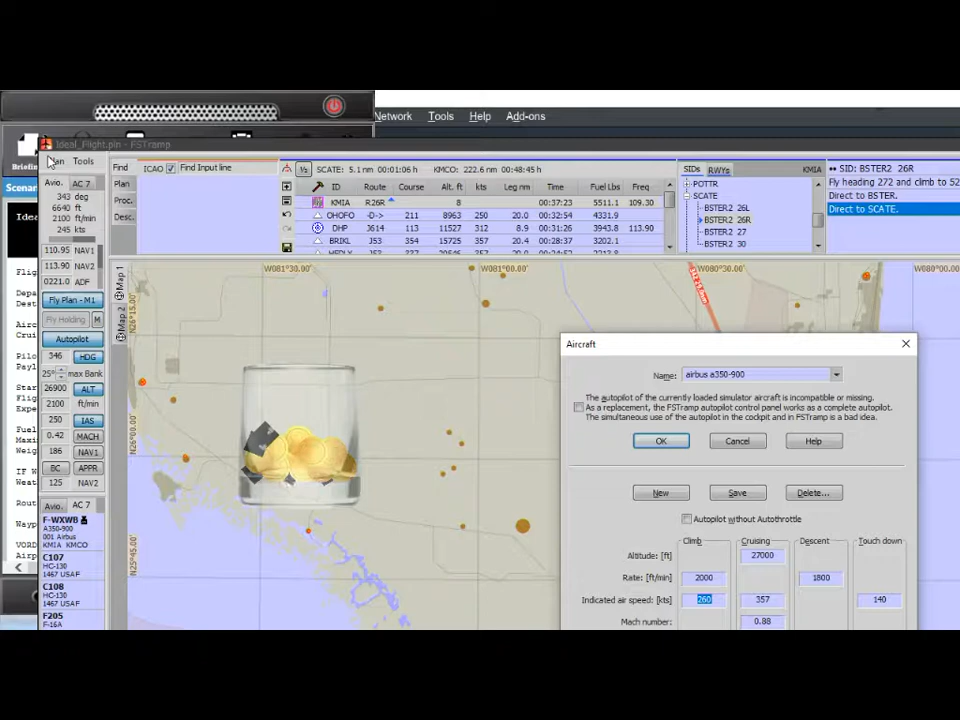 Network Tools Help Add-ons
Ideal_Flight.pln - FSTramp
Tools
Find ICAO Find Input line
½ SCATE: 5.1 nm 00:01:06 h KMCO: 222.6 nm 00:48:45 h
SIDs RWYs KMIA
•• SID: BSTER2 26R
Fly heading 272 and climb to 52
Direct to BSTER.
Direct to SCATE.
Briefin
Scenar
Idea
Avio. AC 7
343 deg
6640 ft
2100 ft/min
245 kts
Plan
Proc.
Desc.
ID Route Course Alt. ft kts Leg nm Time Fuel Lbs Freq
KMIA R26R 8 00:37:23 5511.1 109.30
OHOFO -D-> 211 8963 250 20.0 00:32:54 4331.9
DHP J614 113 11527 312 8.9 00:31:26 3943.8 113.90
BRIKL J53 354 15725 407 20.4 00:28:37 3202.1
POTTR
SCATE
BSTER2 26L
BSTER2 26R
BSTER2 27
BSTER2 30
110.95 NAV1
113.90 NAV2
0221.0 ADF
Fly Plan - M1
Fly Holding M
Autopilot
346 HDG
25° max Bank
26900 ALT
2100 ft/min
250 IAS
0.42 MACH
186 NAV1
BC APPR
125 NAV2
Avio. AC 7
F-WXWB
A350-900
001 Airbus
KMIA KMCO
C107
HC-130
1467 USAF
C108
HC-130
1467 USAF
F205
F-16A
Map 1
Map 2
W081°30.00' W081°00.00' W080°30.00' W080°00.0
N26°15.00'
N26°00.00'
N25°45.00'
Aircraft
Name: airbus a350-900
The autopilot of the currently loaded simulator aircraft is incompatible or missing.
As a replacement, the FSTramp autopilot control panel works as a complete autopilot.
The simultaneous use of the autopilot in the cockpit and in FSTramp is a bad idea.
OK Cancel Help
New Save Delete...
Autopilot without Autothrottle
Climb Cruising Descent Touch down
Altitude: [ft] 27000
Rate: [ft/min] 2000 1800
Indicated air speed: [kts] 260 357 140
Mach number: 0.88